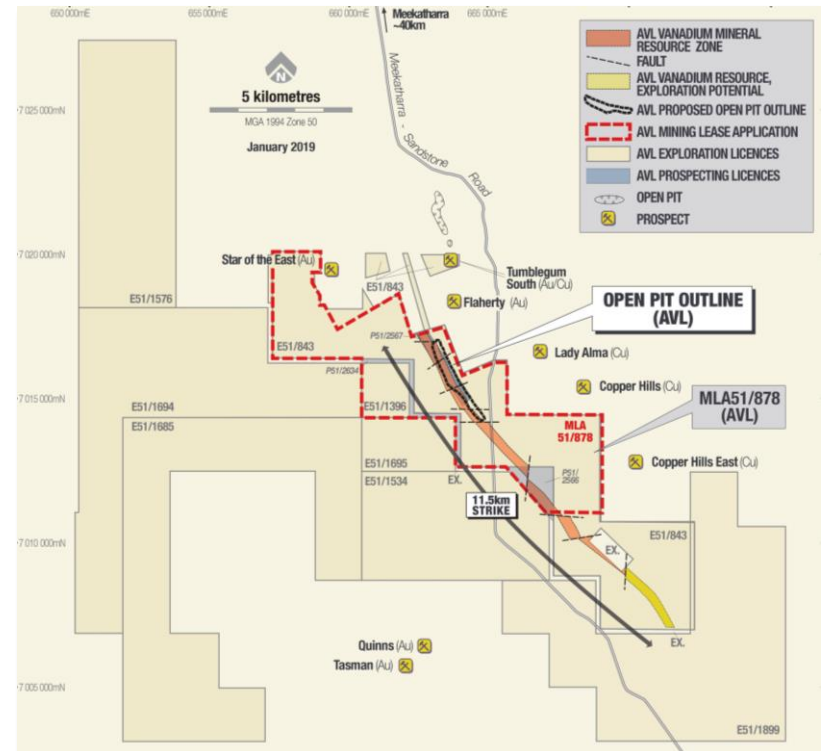 650 000mE
655 000mE
660 000mE
665 000mE
Meekatharra
~40km
N
5 kilometres
MGA 1994 Zone 50
January 2019
7 025 000mN
7 020 000mN
7 015 000mN
7 010 000mN
7 005 000mN
Meekatharra - Sandstone Road
AVL VANADIUM MINERAL
RESOURCE ZONE
FAULT
AVL VANADIUM RESOURCE,
EXPLORATION POTENTIAL
AVL PROPOSED OPEN PIT OUTLINE
AVL MINING LEASE APPLICATION
AVL EXPLORATION LICENCES
AVL PROSPECTING LICENCES
OPEN PIT
PROSPECT
Star of the East (Au)
E51/843
Tumblegum
South (Au/Cu)
Flaherty (Au)
E51/1576
OPEN PIT OUTLINE
(AVL)
P51/2567
E51/843
P51/2634
Lady Alma (Cu)
Copper Hills (Cu)
E51/1694
E51/1685
E51/1396
MLA
51/878
MLA51/878
(AVL)
Copper Hills East (Cu)
E51/1695
E51/1534
EX.
P51/
2566
11.5km
STRIKE
E51/843
EX.
EX.
Quinns (Au)
Tasman (Au)
E51/1899